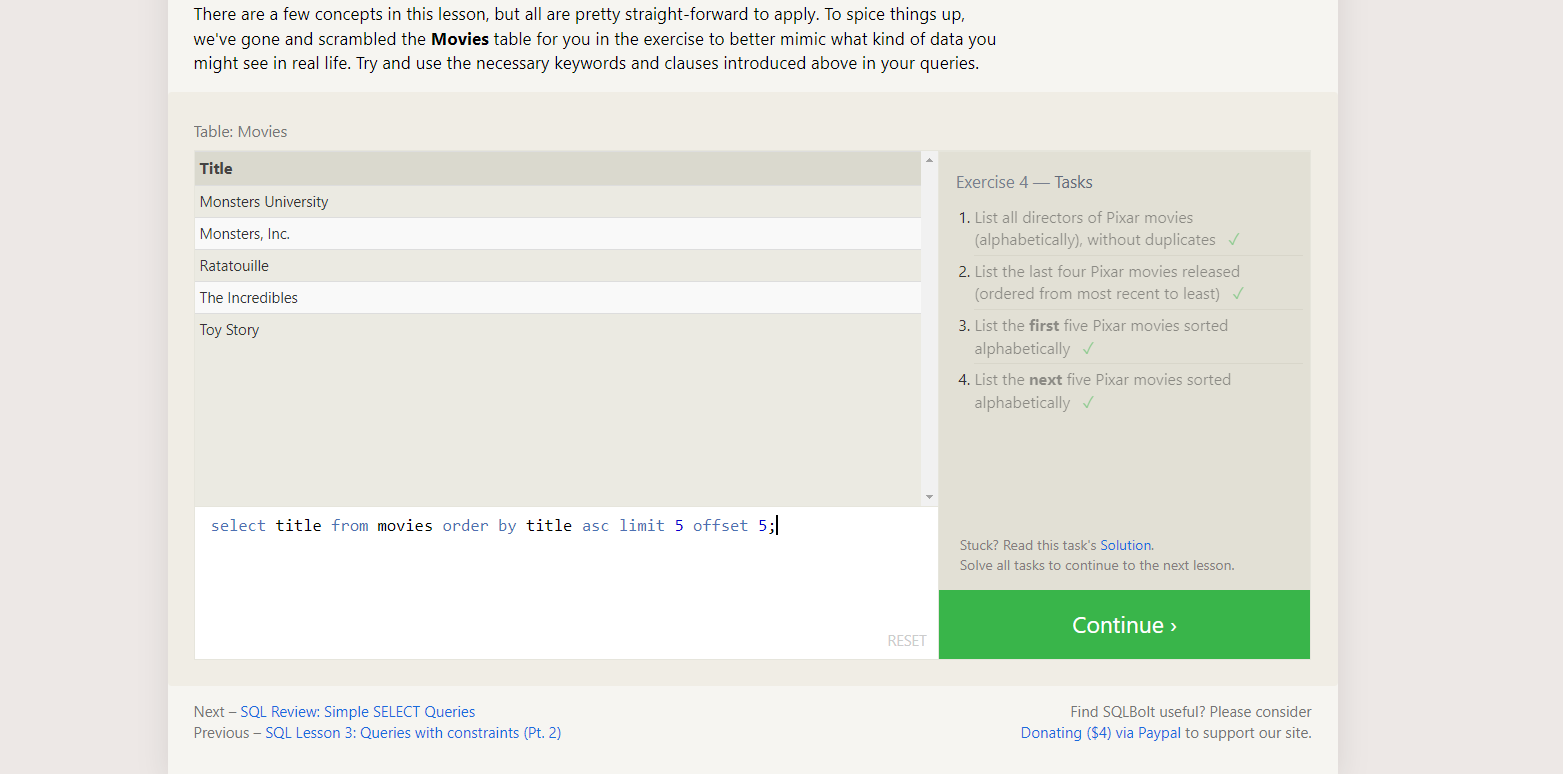 There are a few concepts in this lesson, but all are pretty straight-forward to apply. To spice things up,
we've gone and scrambled the Movies table for you in the exercise to better mimic what kind of data you
might see in real life. Try and use the necessary keywords and clauses introduced above in your queries.
Table: Movies
Title
Monsters University
Monsters, Inc.
Ratatouille
The Incredibles
Toy Story
select title from movies order by title asc limit 5 offset 5;
RESET
Exercise 4 — Tasks
1. List all directors of Pixar movies
(alphabetically), without duplicates ✓
2. List the last four Pixar movies released
(ordered from most recent to least) ✓
3. List the first five Pixar movies sorted
alphabetically ✓
4. List the next five Pixar movies sorted
alphabetically ✓
Stuck? Read this task's Solution.
Solve all tasks to continue to the next lesson.
Continue ›
Next – SQL Review: Simple SELECT Queries
Previous – SQL Lesson 3: Queries with constraints (Pt. 2)
Find SQLBolt useful? Please consider
Donating ($4) via Paypal to support our site.